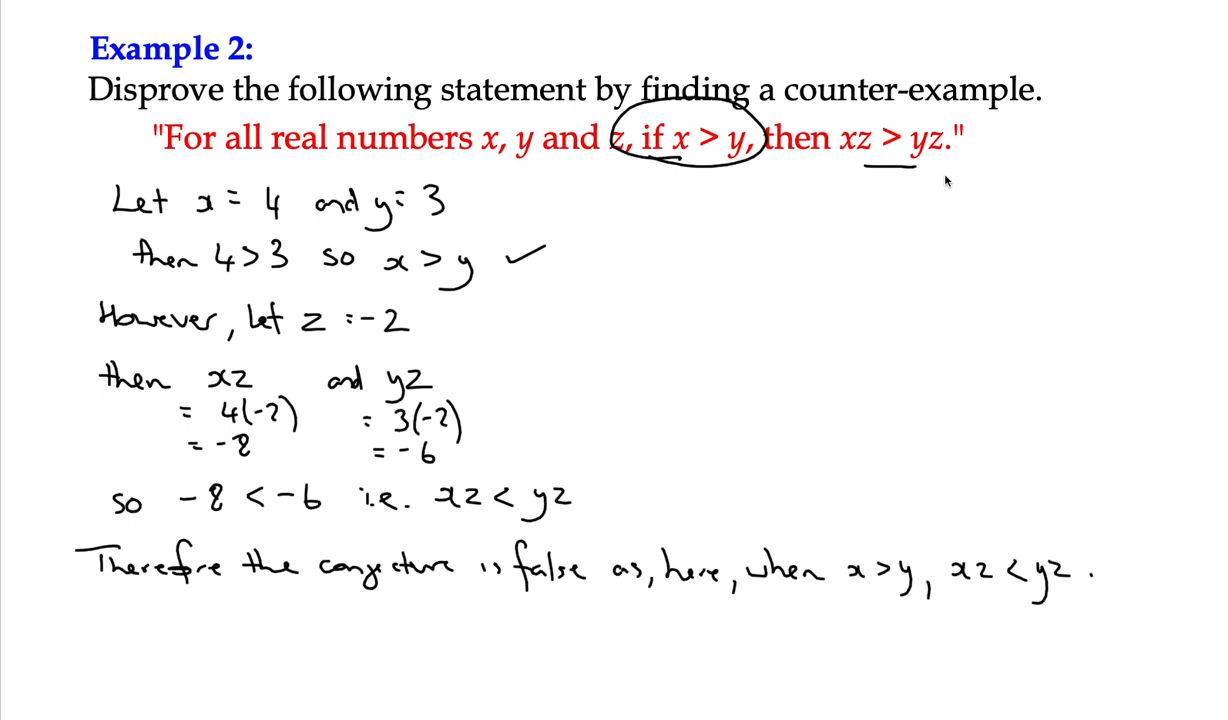 Example 2:
Disprove the following statement by finding a counter-example.
"For all real numbers x, y and z, if x > y, then xz > yz."
Let x = 4 and y = 3
then 4 > 3 so x > y ✓
However, let z = -2
then xz and yz
= 4(-2) = 3(-2)
= -8 = -6
so -8 < -6 i.e. xz < yz
Therefore the conjecture is false as, here, when x > y, xz < yz.